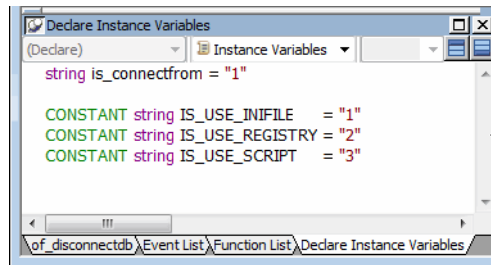 Declare Instance Variables
(Declare) Instance Variables
string is_connectfrom = "1"
CONSTANT string IS_USE_INIFILE = "1"
CONSTANT string IS_USE_REGISTRY = "2"
CONSTANT string IS_USE_SCRIPT = "3"
of_disconnectdb Event List Function List Declare Instance Variables